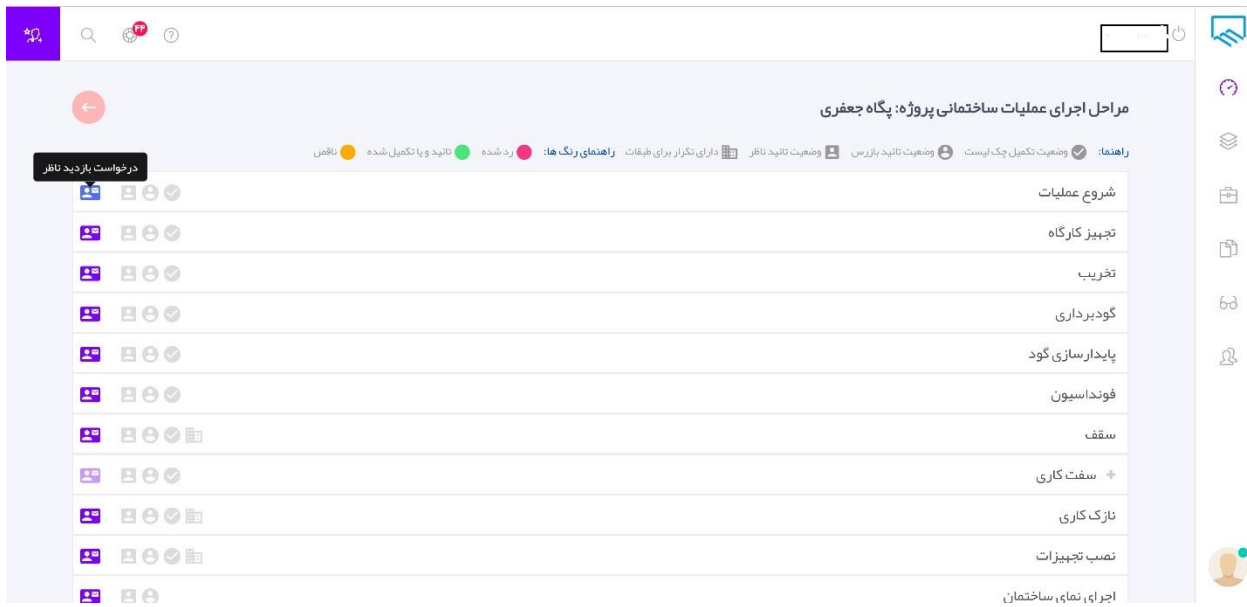 ۴۴
مراحل اجرای عملیات ساختمانی پروژه: پگاه جعفری
راهنما: وضعیت تکمیل چک لیست وضعیت تائید بازرس وضعیت تائید ناظر دارای تکرار برای طبقات راهنمای رنگ ها: رد شده تائید و یا تکمیل شده ناقص
درخواست بازدید ناظر
شروع عملیات
تجهیز کارگاه
تخریب
گودبرداری
پایدارسازی گود
فونداسیون
سقف
سفت کاری
نازک کاری
نصب تجهیزات
اجرای نمای ساختمان